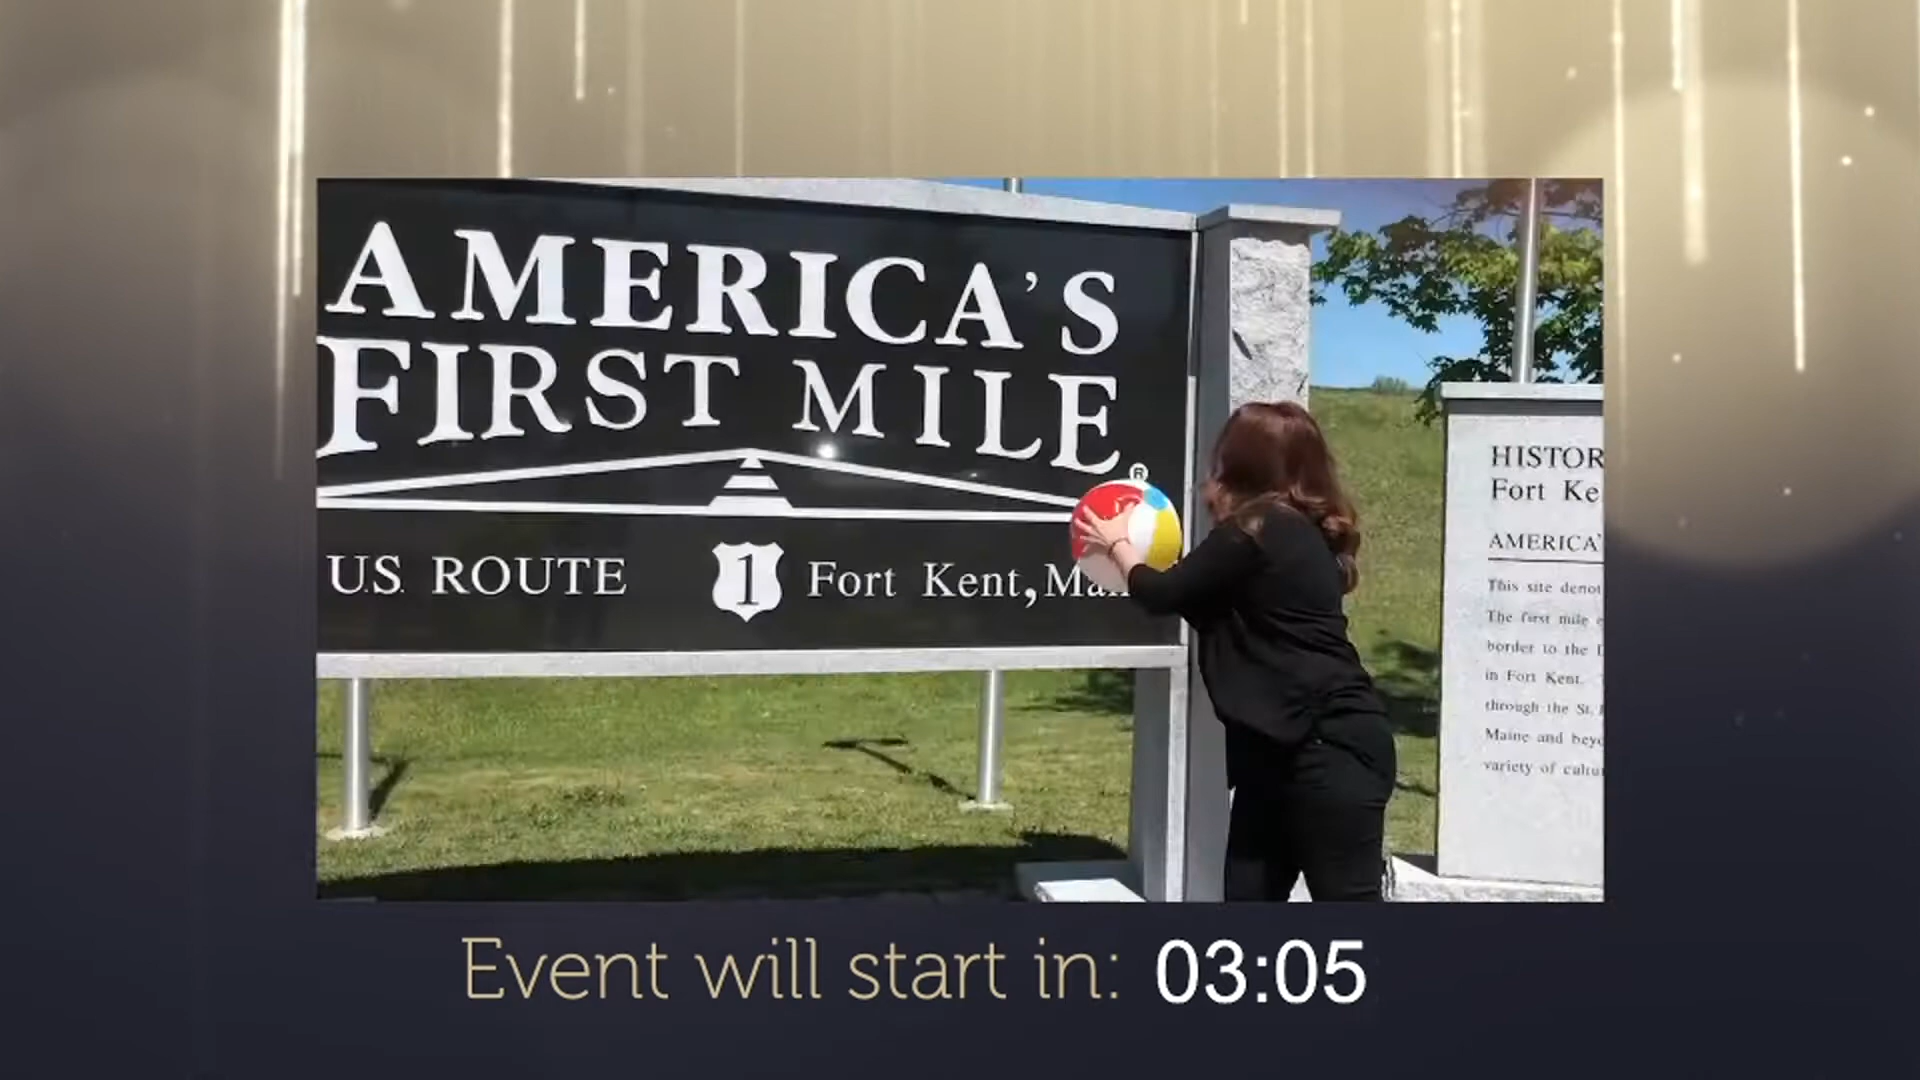 AMERICA'S
FIRST MILE®
U.S. ROUTE 1 Fort Kent,
HISTOR
Fort Ke
AMERICA'
This site denot
The first mile
border to the
in Fort Kent.
through the St.
Maine and beyo
variety of cultu
Event will start in: 03:05